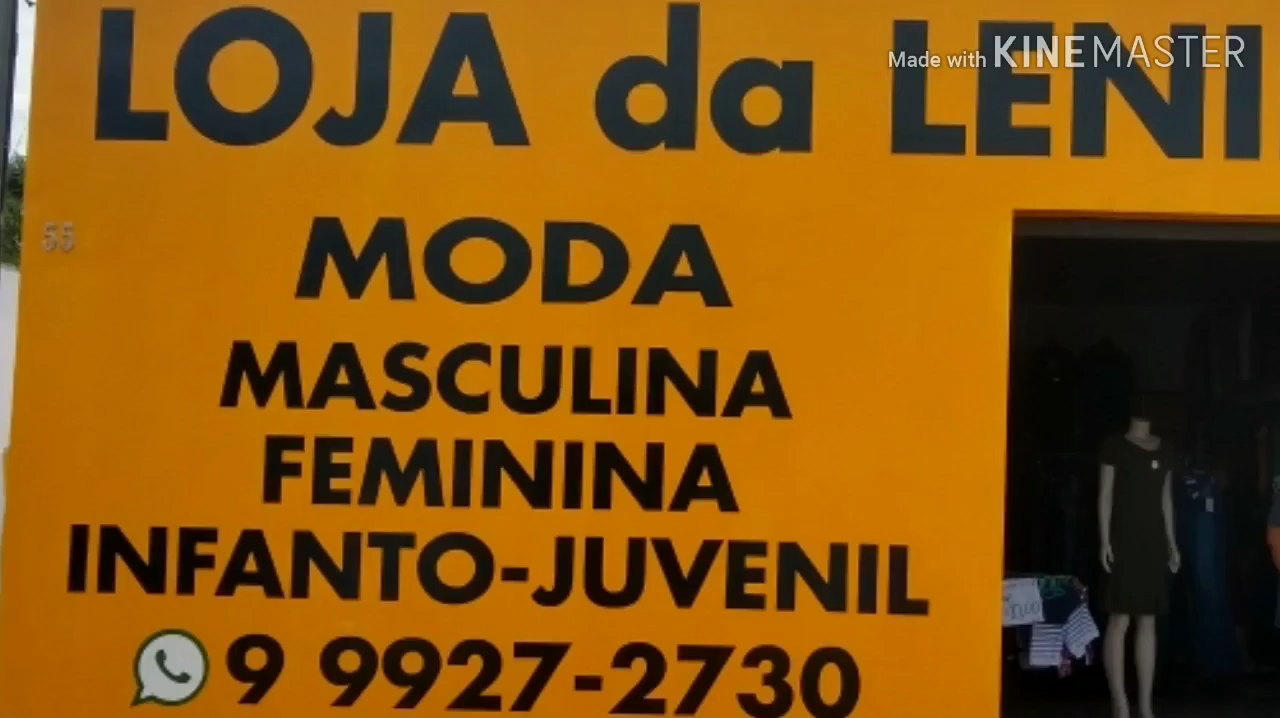 LOJA da LENI
Made with KINEMASTER
55
MODA
MASCULINA
FEMININA
INFANTO-JUVENIL
9 9927-2730